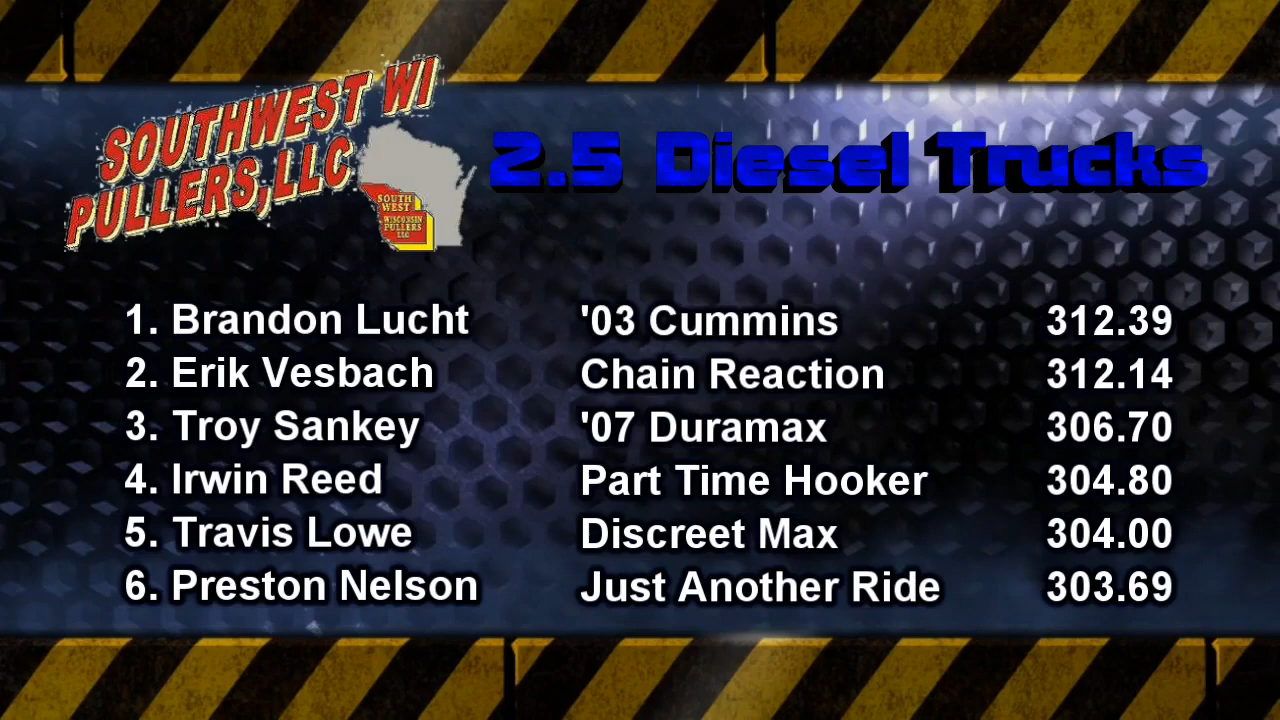 SOUTHWEST WI
PULLERS, LLC
SOUTH
WEST
WISCONSIN
PULLERS
LLC
2.5 Diesel Trucks
1. Brandon Lucht '03 Cummins 312.39
2. Erik Vesbach Chain Reaction 312.14
3. Troy Sankey '07 Duramax 306.70
4. Irwin Reed Part Time Hooker 304.80
5. Travis Lowe Discreet Max 304.00
6. Preston Nelson Just Another Ride 303.69